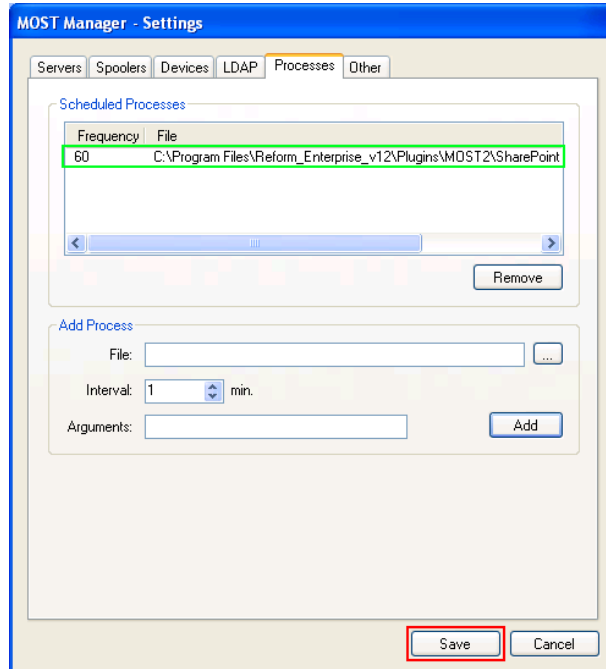 MOST Manager - Settings
Servers Spoolers Devices LDAP Processes Other
Scheduled Processes
Frequency File
60 C:\Program Files\Reform_Enterprise_v12\Plugins\MOST2\SharePoint
Remove
Add Process
File: ...
Interval: 1 min.
Arguments: Add
Save Cancel